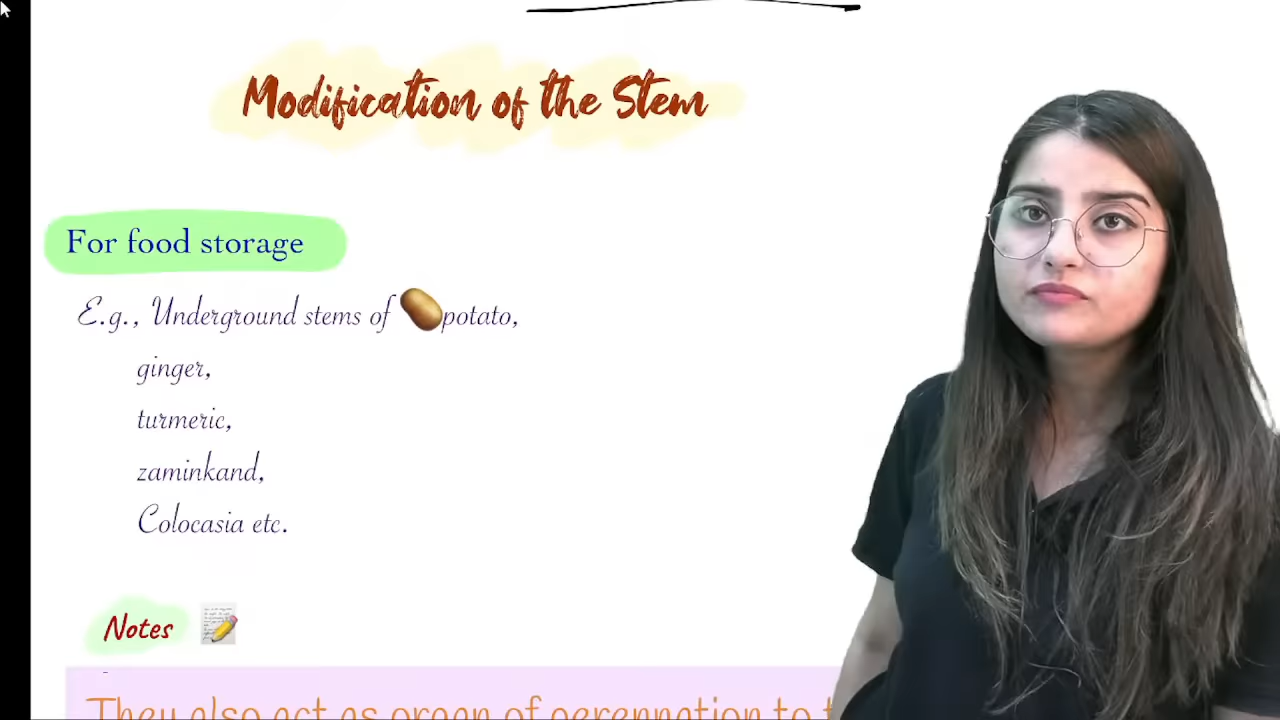 Modification of the Stem
For food storage
E.g., Underground stems of potato,
ginger,
turmeric,
zaminkand,
Colocasia etc.
Notes
They also act as organ of perennation to